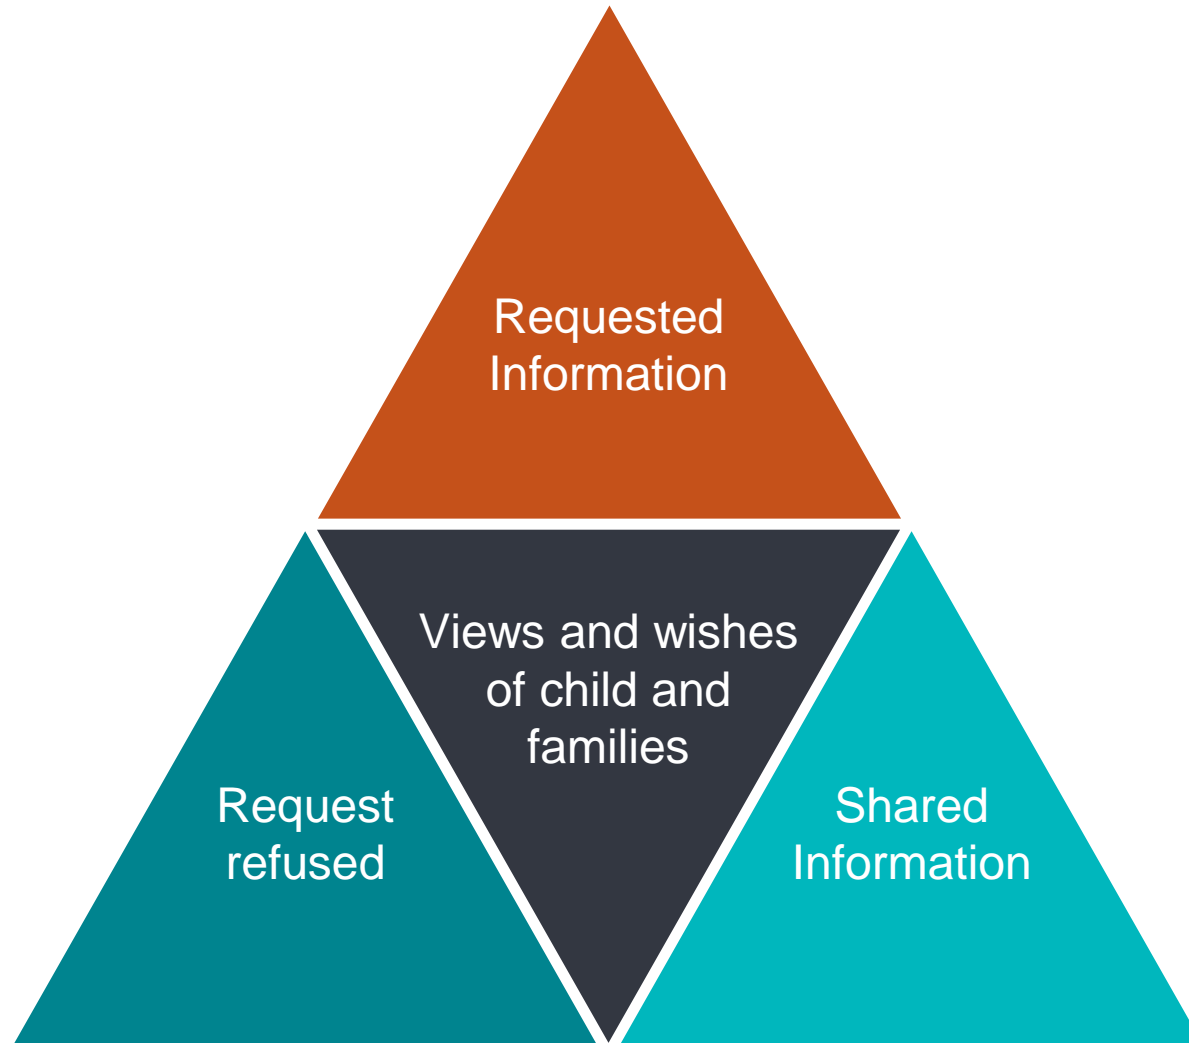 Requested
Information
Views and wishes
of child and
families
Request
refused
Shared
Information